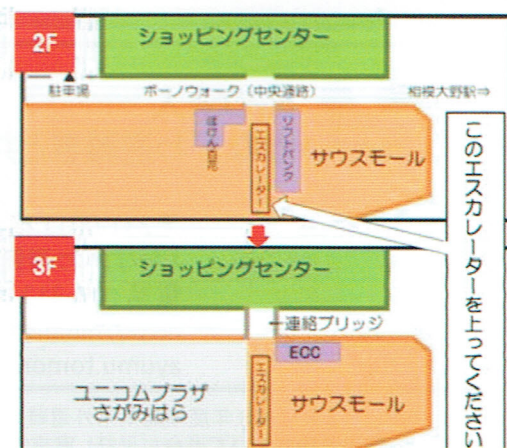 2F
ショッピングセンター
駐車場
ボーノウォーク（中央通路）
相模大野駅⇒
ほけん百花
エスカレーター
ソフトバンク
サウスモール
このエスカレーターを上ってください
3F
ショッピングセンター
←連絡ブリッジ
ECC
ユニコムプラザ
さがみはら
エスカレーター
サウスモール